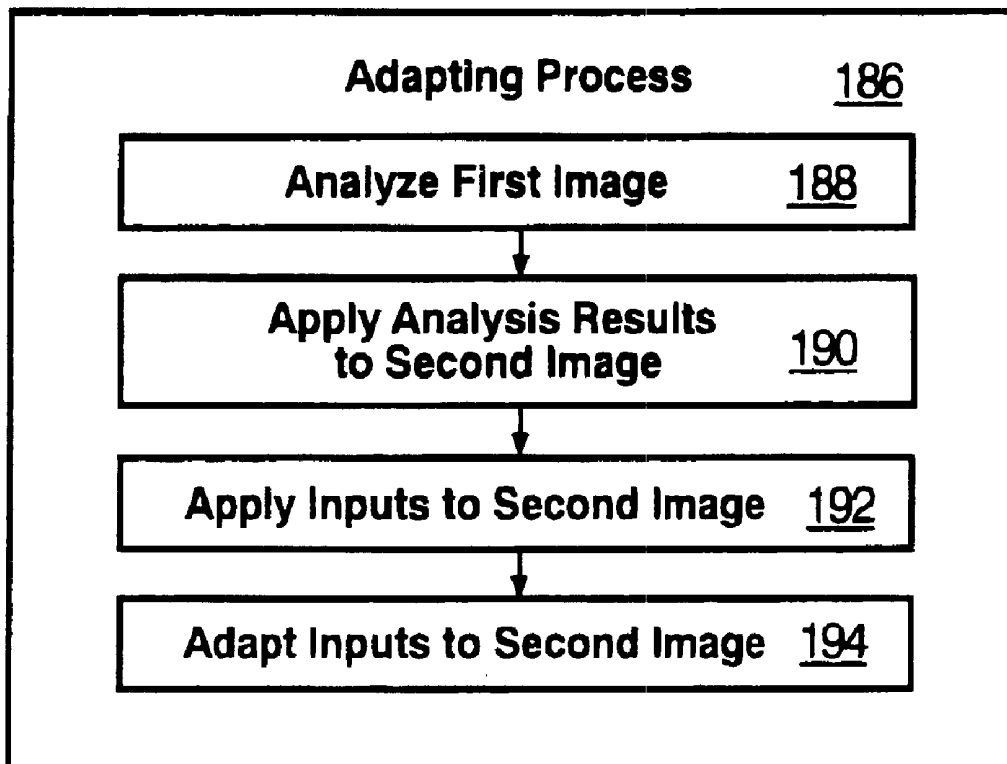 Adapting Process 186
Analyze First Image 188
Apply Analysis Results
to Second Image 190
Apply Inputs to Second Image 192
Adapt Inputs to Second Image 194